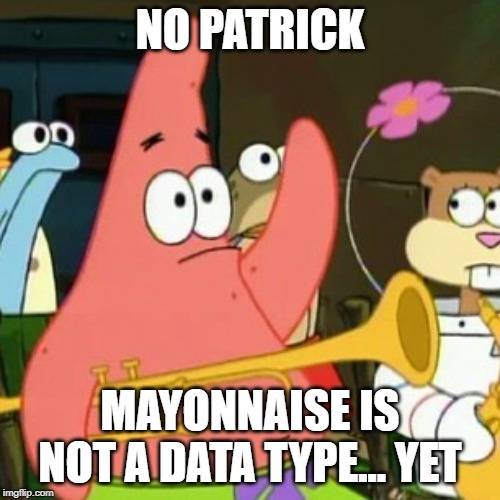 NO PATRICK
MAYONNAISE IS
NOT A DATA TYPE... YET
imgflip.com